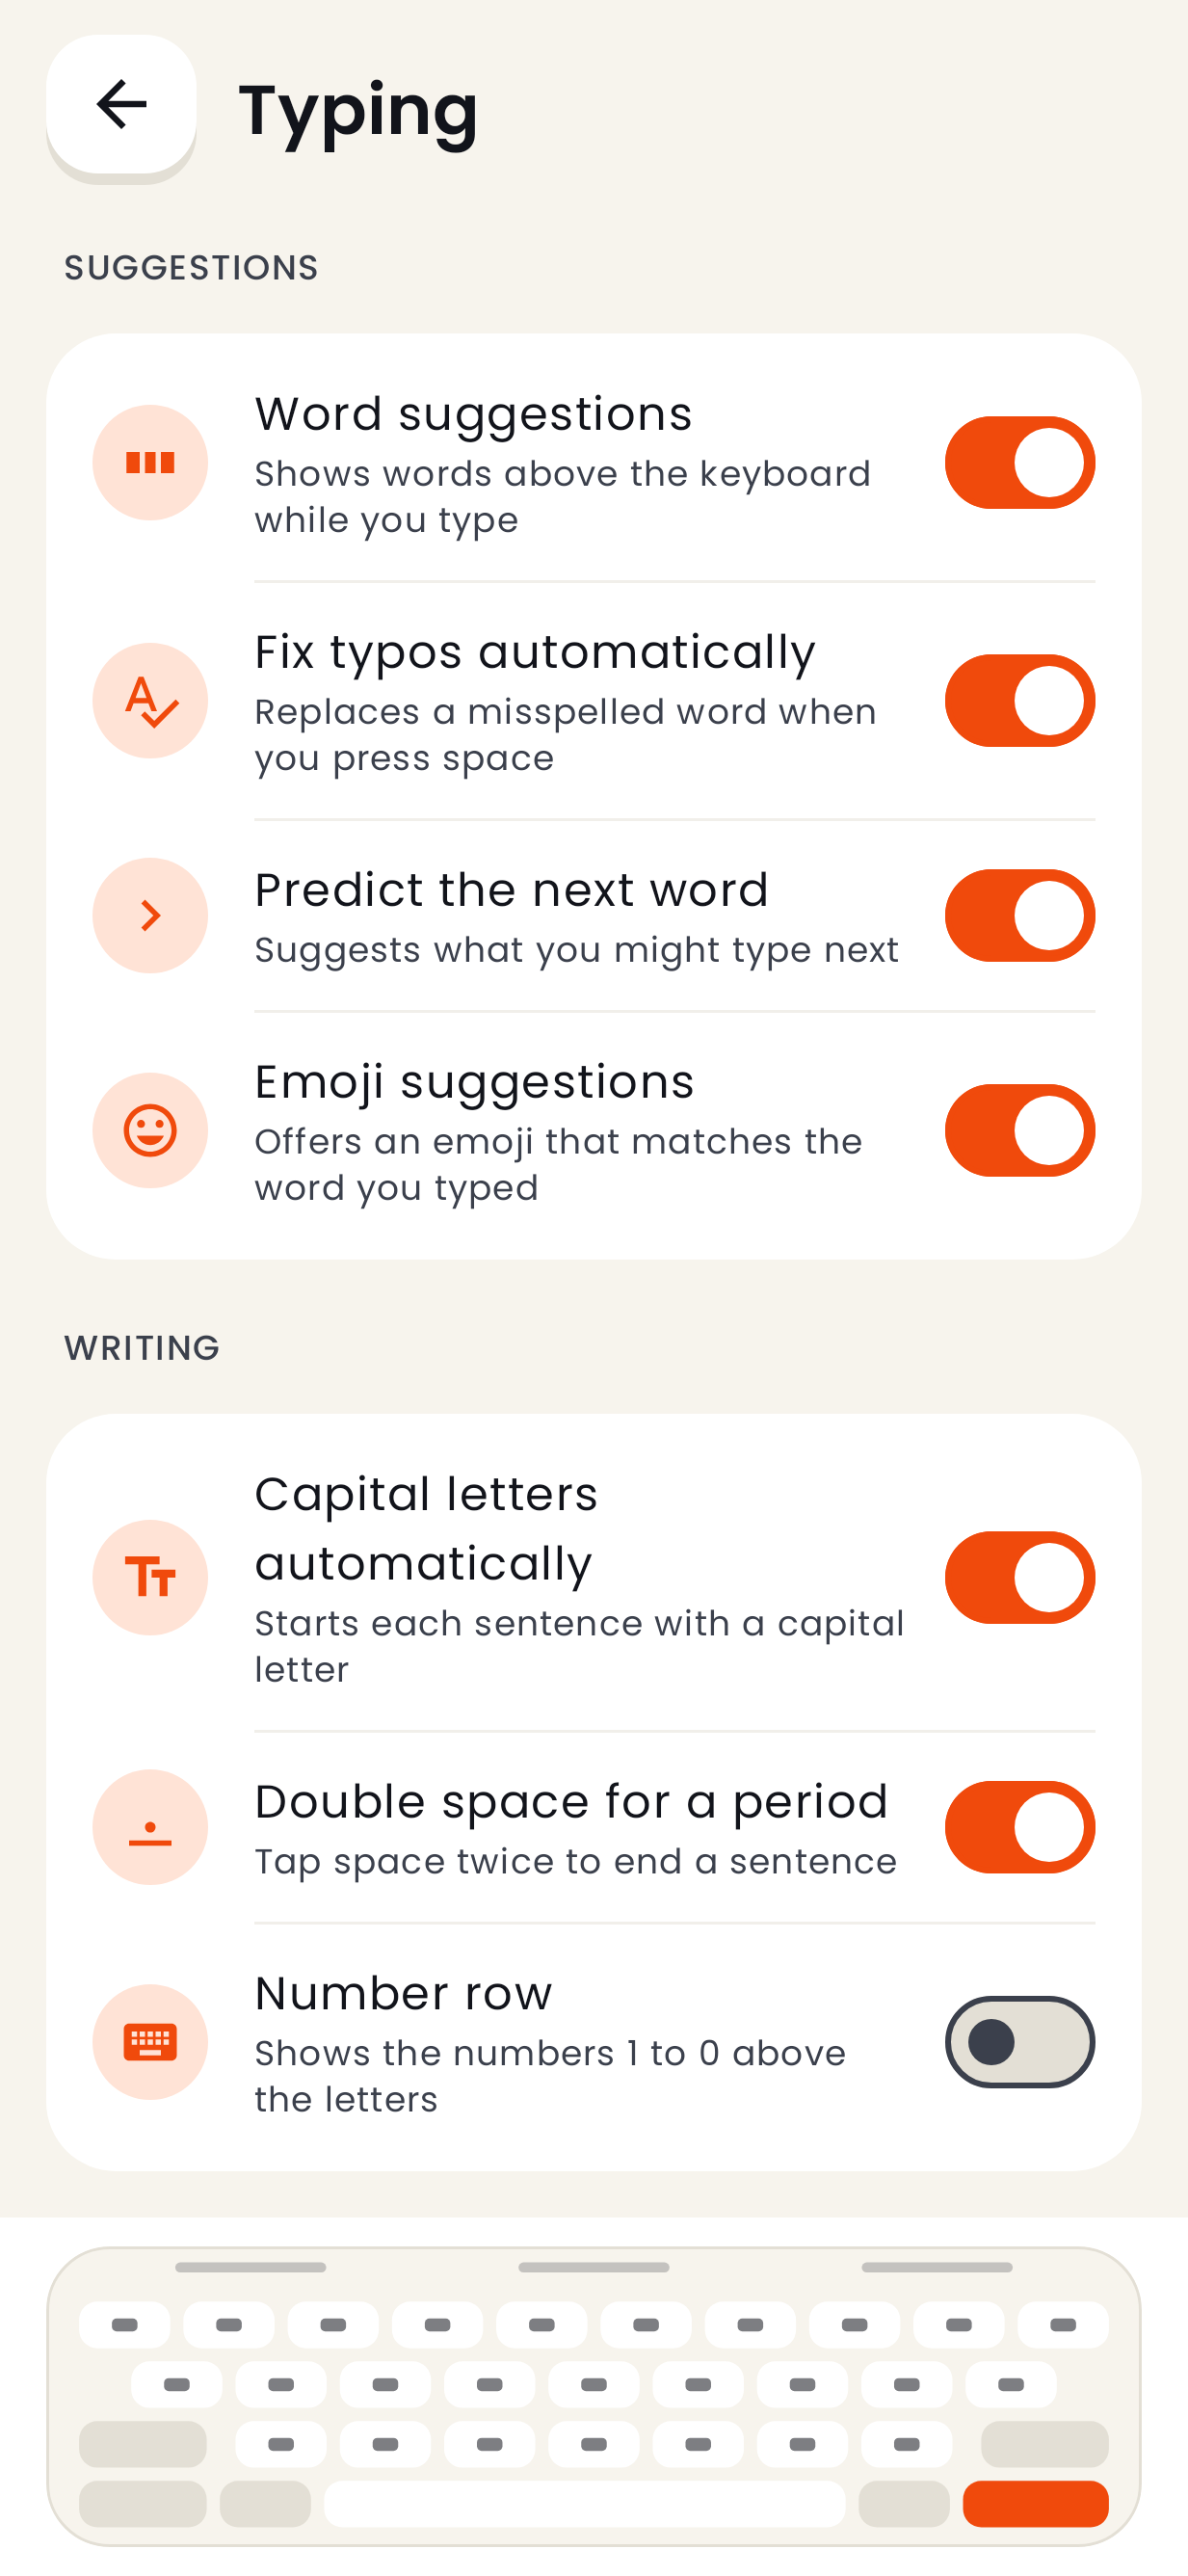 Typing
SUGGESTIONS
Word suggestions
Shows words above the keyboard
while you type
Fix typos automatically
Replaces a misspelled word when
you press space
Predict the next word
Suggests what you might type next
Emoji suggestions
Offers an emoji that matches the
word you typed
WRITING
Capital letters
automatically
Starts each sentence with a capital
letter
Double space for a period
Tap space twice to end a sentence
Number row
Shows the numbers 1 to 0 above
the letters